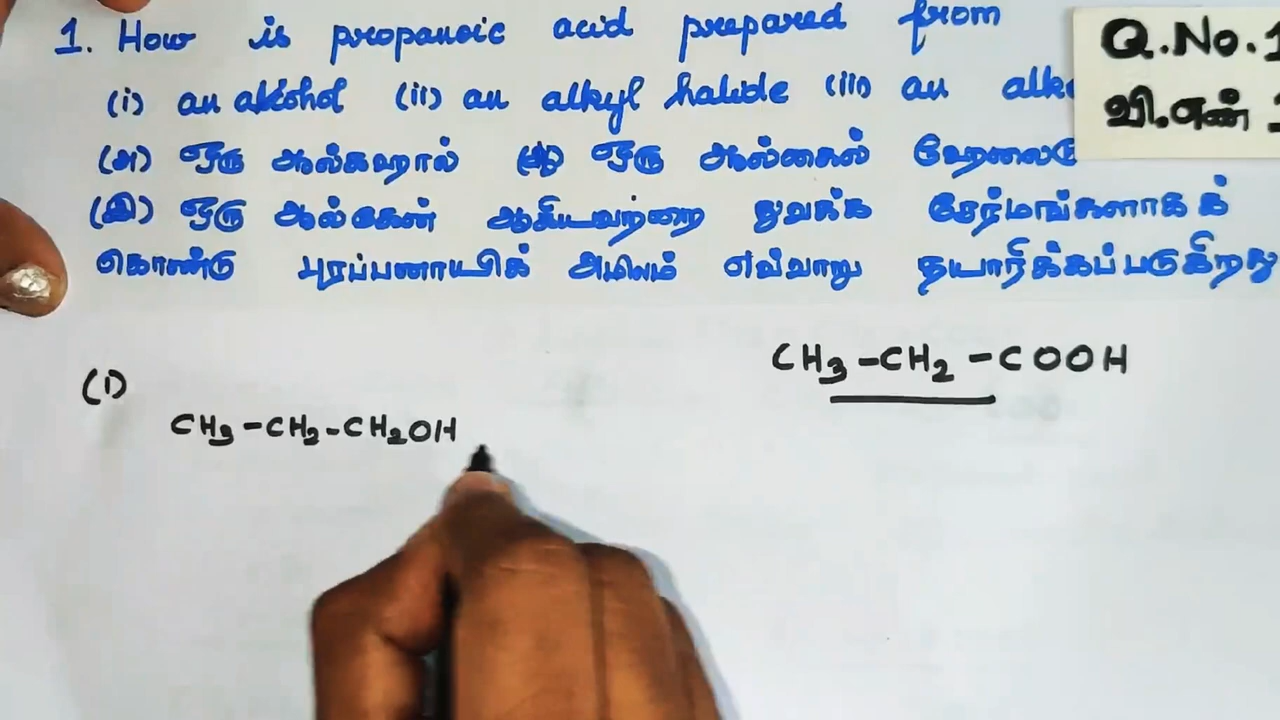 1. How is propanoic acid prepared from
(i) an alcohol (ii) an alkyl halide (iii) an
Q.No.1
வி.எண்
(அ) ஒரு ஆல்கஹால் ஒரு ஆல்கைல்
(இ) ஒரு ஆல்கேன் ஆகியவற்றை துவக்க சேர்மங்களாகக்
கொண்டு புரப்பனாயிக் அமிலம் எவ்வாறு தயாரிக்கப்படுகிறது
CH3-CH2-COOH
(i)
CH3-CH2-CH2OH